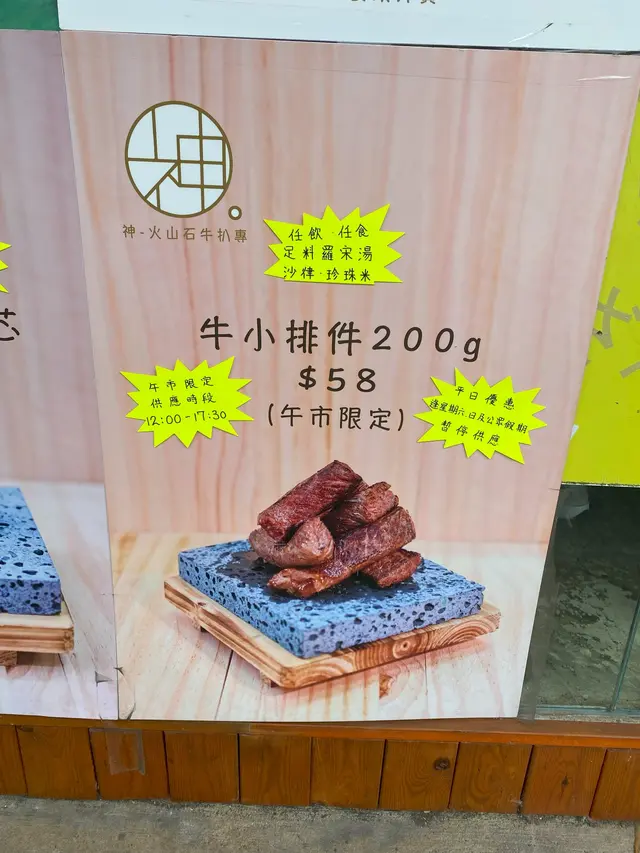 神
神-火山石牛扒專
任飲·任食
足料羅宋湯
沙律·珍珠米
牛小排件200g
$58
(午市限定)
午市限定
供應時段
12:00-17:30
平日優惠
逢星期六.日及公眾假期
暫停供應
芯